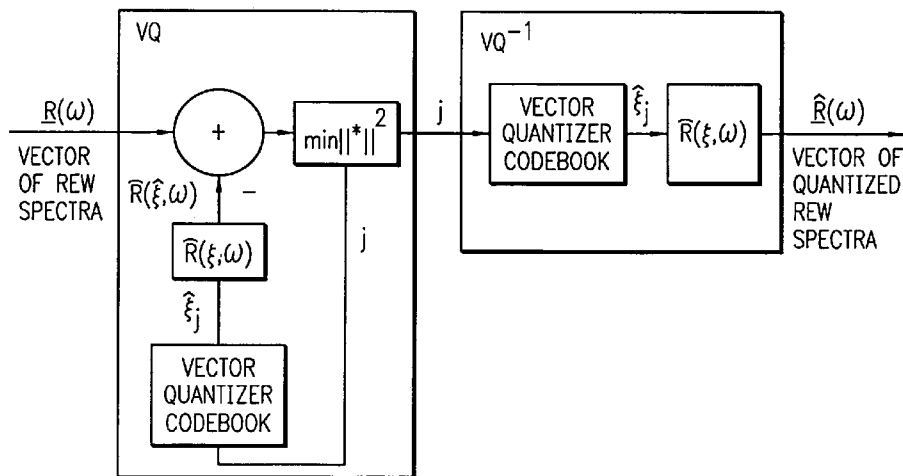 VQ
R(ω)
VECTOR
OF REW
SPECTRA
+
−
min||*||²
R̄(ξ̂,ω)
R̄(ξ,ω)
ξ̂j
VECTOR
QUANTIZER
CODEBOOK
j
j
VQ⁻¹
VECTOR
QUANTIZER
CODEBOOK
ξ̂j
R̄(ξ,ω)
R̂(ω)
VECTOR OF
QUANTIZED
REW
SPECTRA